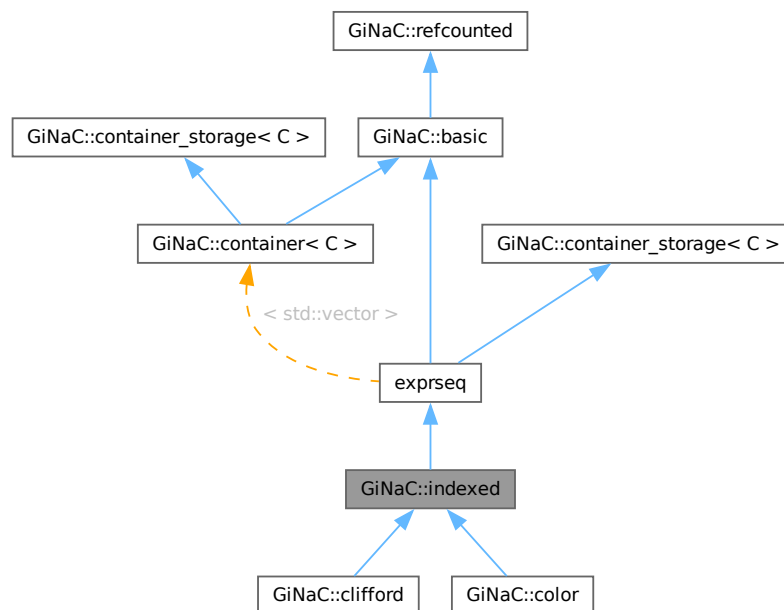 GiNaC::refcounted
GiNaC::container_storage< C >
GiNaC::basic
GiNaC::container< C >
GiNaC::container_storage< C >
< std::vector >
exprseq
GiNaC::indexed
GiNaC::clifford
GiNaC::color